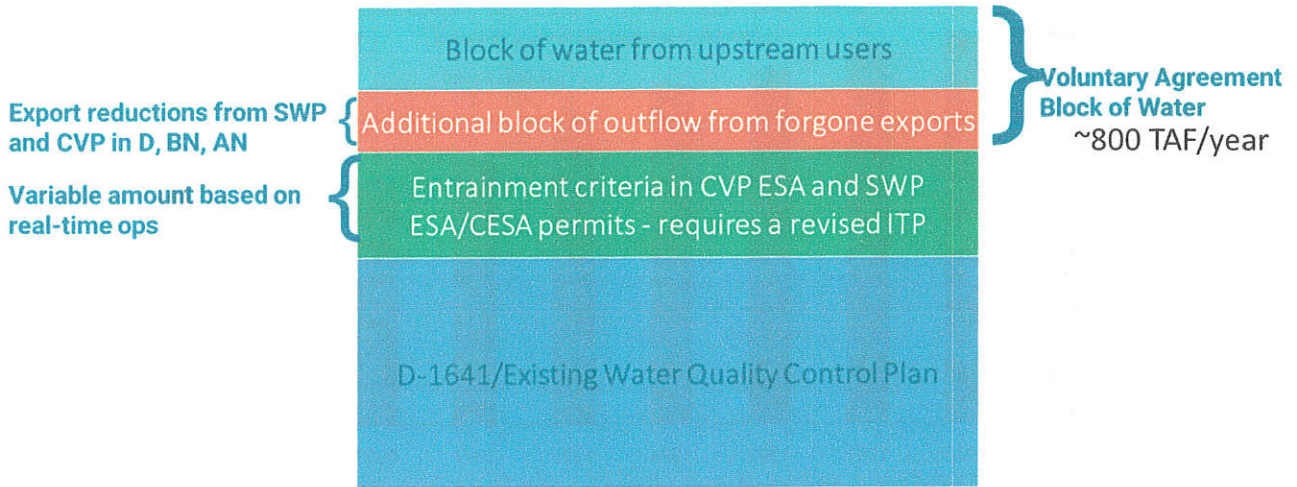 Block of water from upstream users
Export reductions from SWP
and CVP in D, BN, AN
Additional block of outflow from forgone exports
Voluntary Agreement
Block of Water
~800 TAF/year
Variable amount based on
real-time ops
Entrainment criteria in CVP ESA and SWP
ESA/CESA permits - requires a revised ITP
D-1641/Existing Water Quality Control Plan